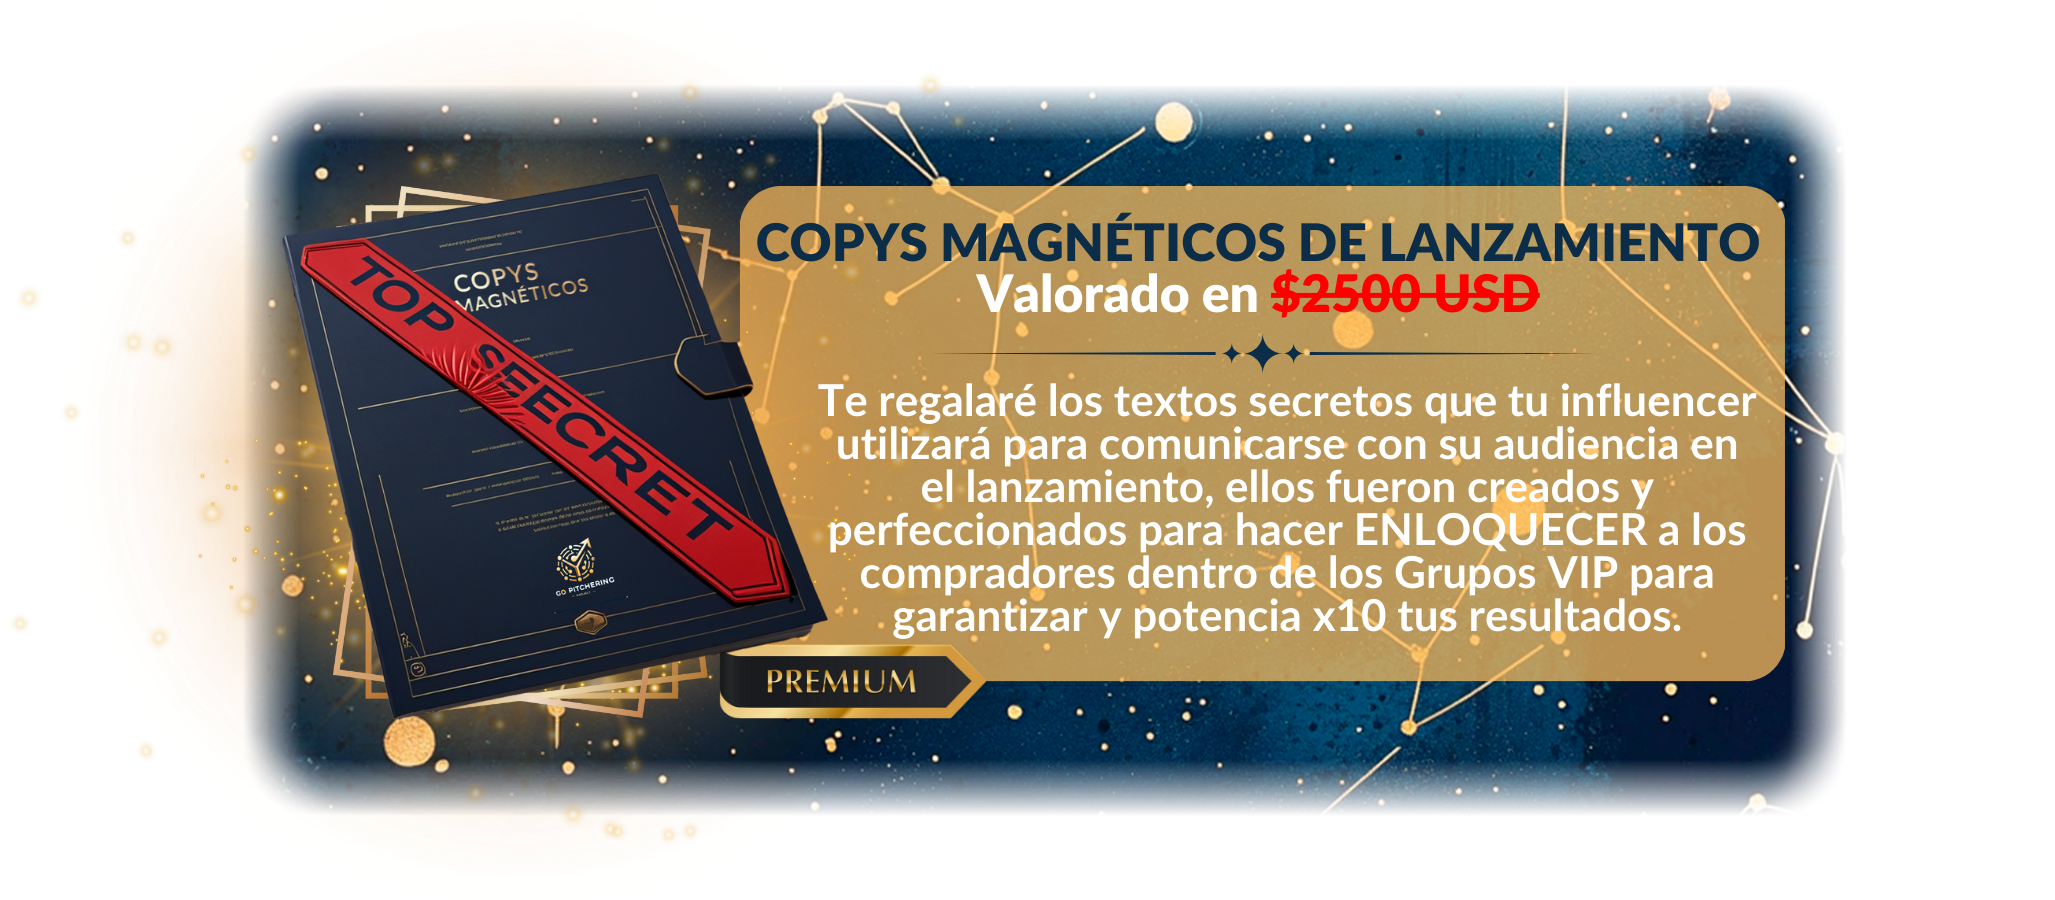 COPYS MAGNÉTICOS DE LANZAMIENTO
Valorado en $2500 USD
Te regalaré los textos secretos que tu influencer
utilizará para comunicarse con su audiencia en
el lanzamiento, ellos fueron creados y
perfeccionados para hacer ENLOQUECER a los
compradores dentro de los Grupos VIP para
garantizar y potencia x10 tus resultados.
COPYS
MAGNÉTICOS
TOP SECRET
GO PITCHERING
PREMIUM